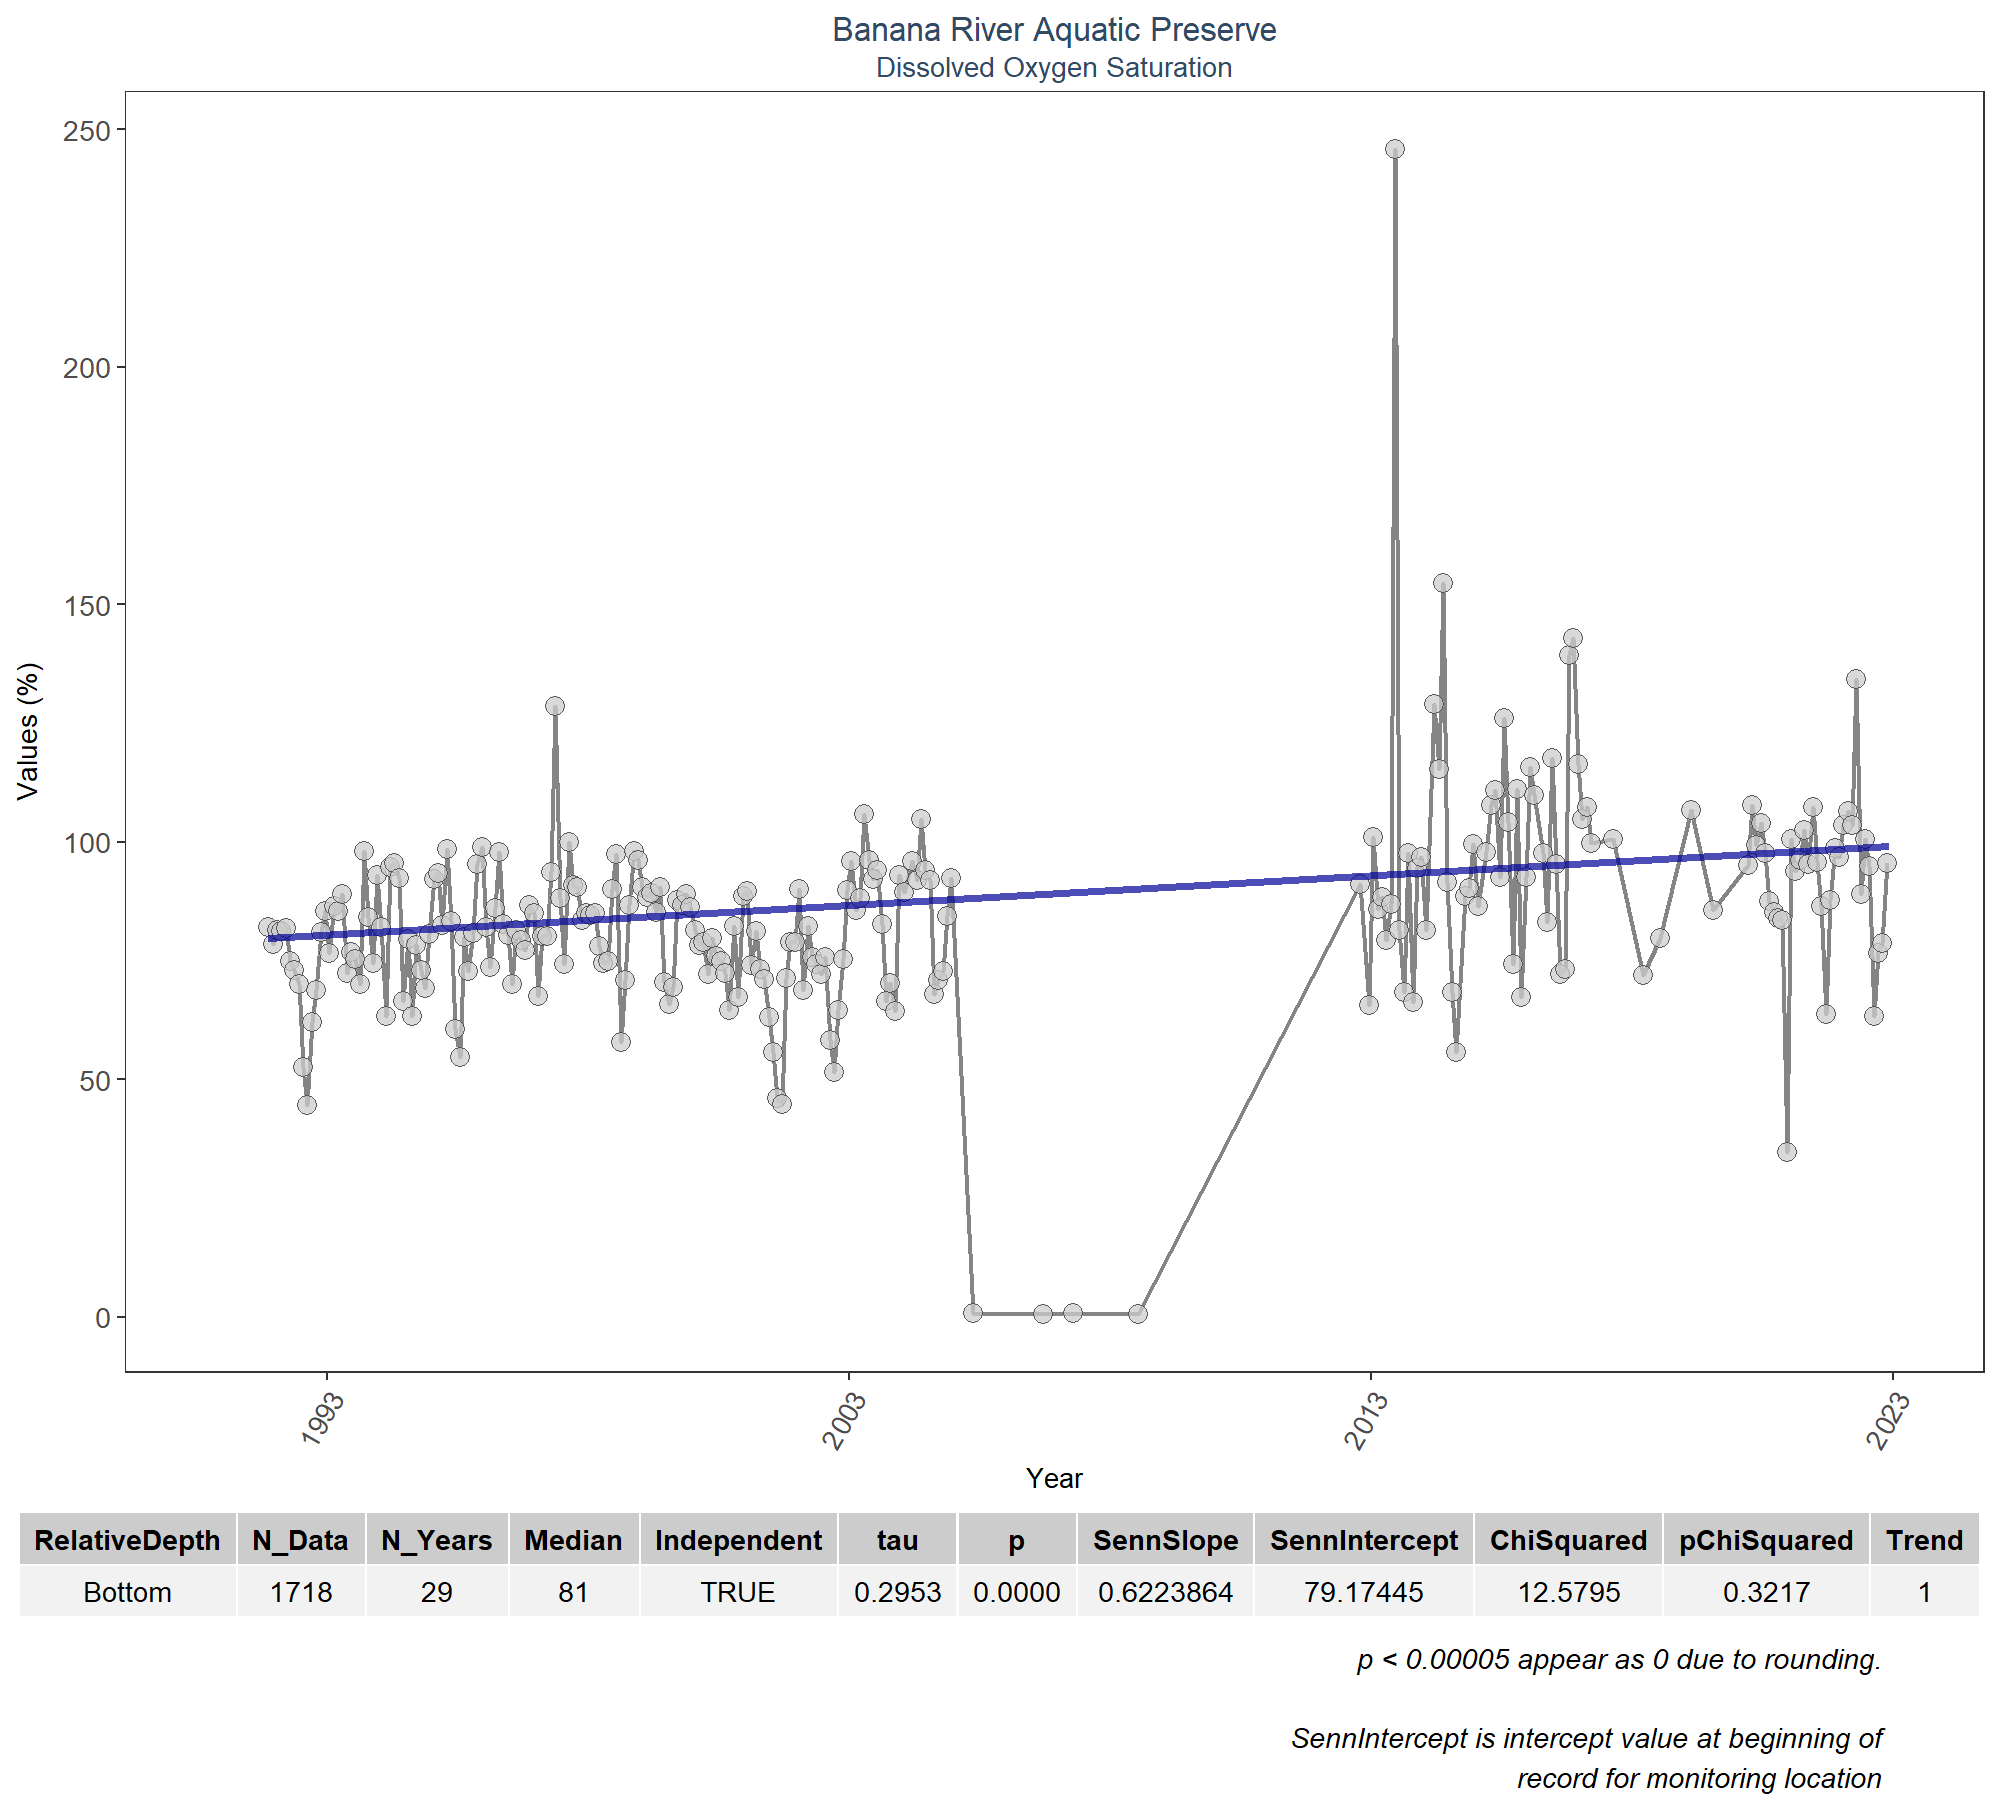 Banana River Aquatic Preserve
Dissolved Oxygen Saturation
250
200
150
100
50
0
Values (%)
1993
2003
2013
2023
Year
RelativeDepth N_Data N_Years Median Independent tau p SennSlope SennIntercept ChiSquared pChiSquared Trend
Bottom 1718 29 81 TRUE 0.2953 0.0000 0.6223864 79.17445 12.5795 0.3217 1
p < 0.00005 appear as 0 due to rounding.
SennIntercept is intercept value at beginning of
record for monitoring location